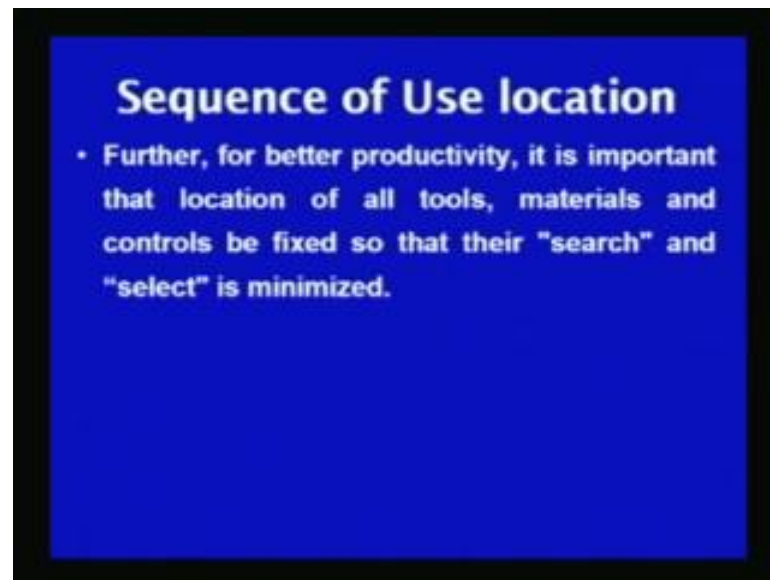 Sequence of Use location
• Further, for better productivity, it is important
that location of all tools, materials and
controls be fixed so that their "search" and
“select" is minimized.